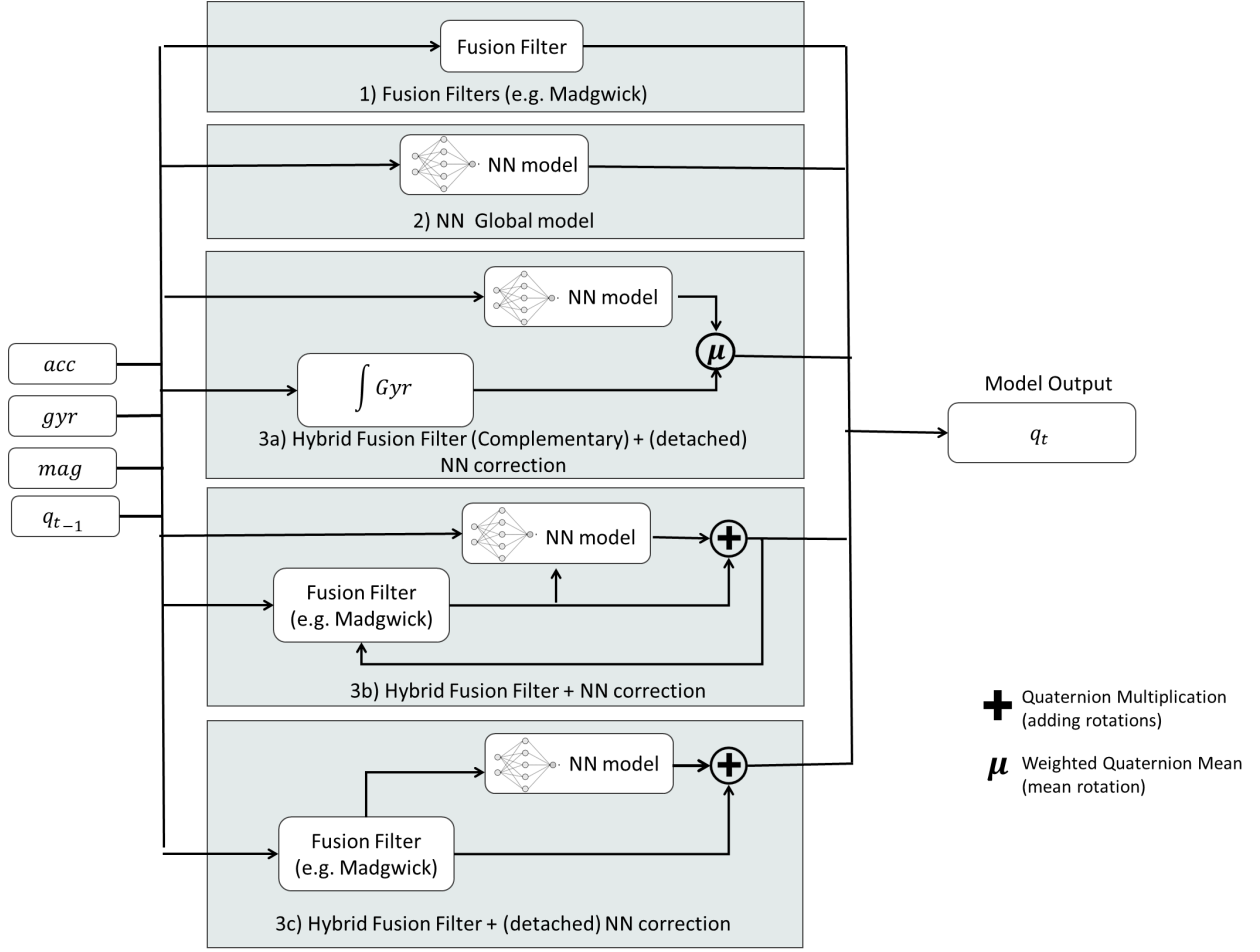 Fusion Filter
1) Fusion Filters (e.g. Madgwick)
NN model
2) NN Global model
NN model
μ
∫ Gyr
3a) Hybrid Fusion Filter (Complementary) + (detached)
NN correction
acc
gyr
mag
q_{t−1}
Model Output
q_t
NN model
+
Fusion Filter
(e.g. Madgwick)
3b) Hybrid Fusion Filter + NN correction
NN model
+
Fusion Filter
(e.g. Madgwick)
3c) Hybrid Fusion Filter + (detached) NN correction
+ Quaternion Multiplication
(adding rotations)
μ Weighted Quaternion Mean
(mean rotation)